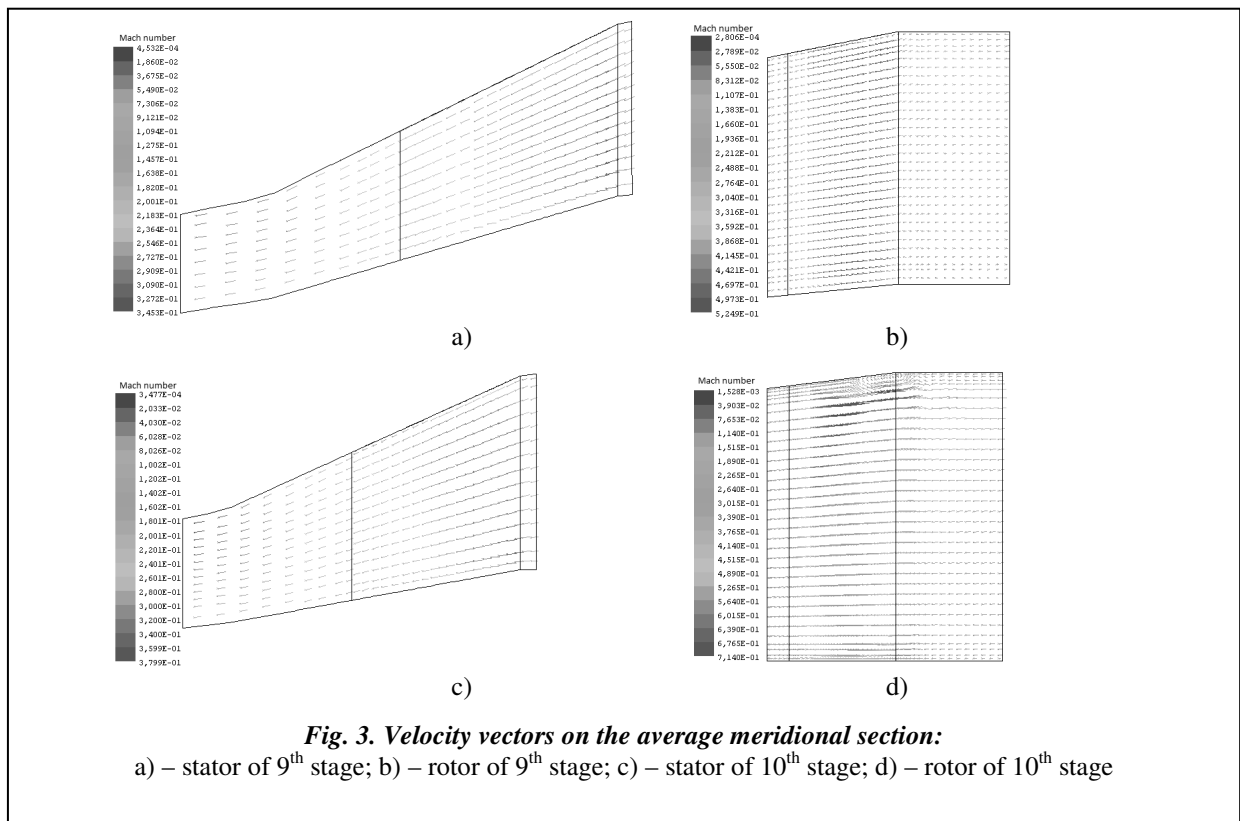 Mach number
4,532E-04
1,860E-02
3,675E-02
5,490E-02
7,306E-02
9,121E-02
1,094E-01
1,275E-01
1,457E-01
1,638E-01
1,820E-01
2,001E-01
2,183E-01
2,364E-01
2,546E-01
2,727E-01
2,909E-01
3,090E-01
3,272E-01
3,453E-01
a)
Mach number
2,806E-04
2,789E-02
5,550E-02
8,312E-02
1,107E-01
1,383E-01
1,660E-01
1,936E-01
2,212E-01
2,488E-01
2,764E-01
3,040E-01
3,316E-01
3,592E-01
3,868E-01
4,145E-01
4,421E-01
4,697E-01
4,973E-01
5,249E-01
b)
Mach number
3,477E-04
2,033E-02
4,030E-02
6,028E-02
8,026E-02
1,002E-01
1,202E-01
1,402E-01
1,602E-01
1,801E-01
2,001E-01
2,201E-01
2,401E-01
2,601E-01
2,800E-01
3,000E-01
3,200E-01
3,400E-01
3,599E-01
3,799E-01
c)
Mach number
1,528E-03
3,903E-02
7,653E-02
1,140E-01
1,515E-01
1,890E-01
2,265E-01
2,640E-01
3,015E-01
3,390E-01
3,765E-01
4,140E-01
4,515E-01
4,890E-01
5,265E-01
5,640E-01
6,015E-01
6,390E-01
6,765E-01
7,140E-01
d)
Fig. 3. Velocity vectors on the average meridional section:
a) – stator of 9th stage; b) – rotor of 9th stage; c) – stator of 10th stage; d) – rotor of 10th stage